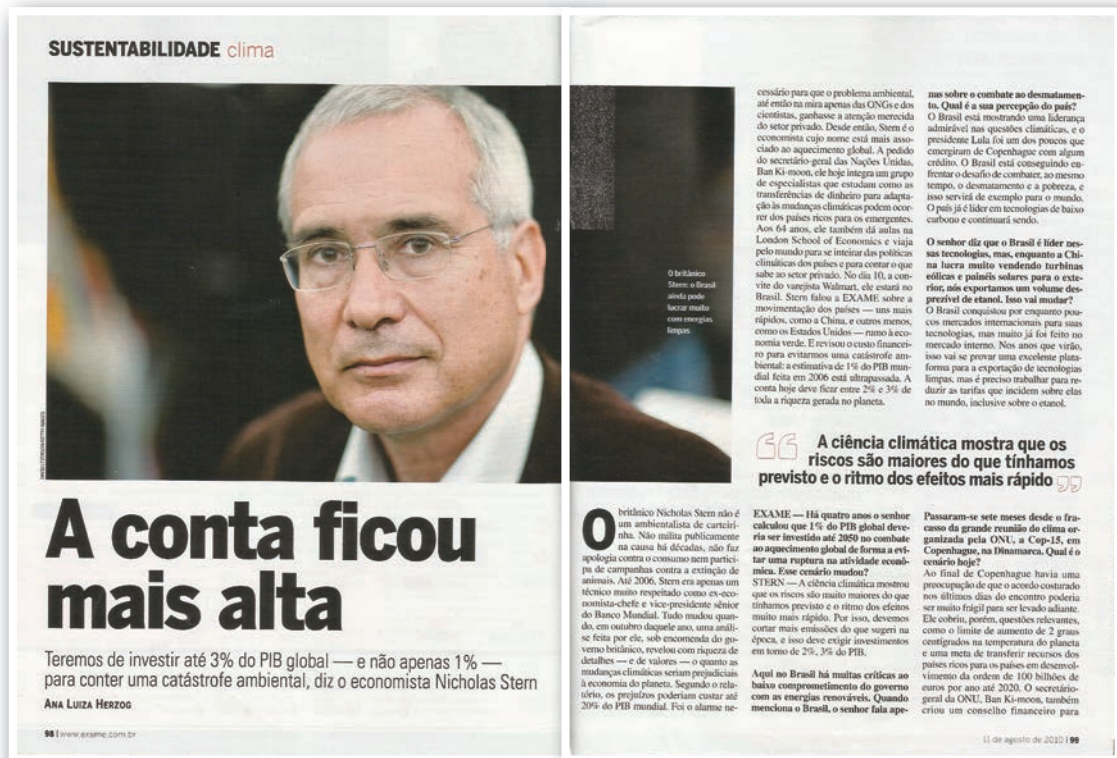 SUSTENTABILIDADE clima
A conta ficou
mais alta
Teremos de investir até 3% do PIB global — e não apenas 1% —
para conter uma catástrofe ambiental, diz o economista Nicholas Stern
ANA LUIZA HERZOG
98 | www.exame.com.br
O britânico
Stern: o Brasil
ainda pode
lucrar muito
com energias
limpas
O britânico Nicholas Stern não é
um ambientalista de carteiri-
nha. Não milita publicamente
na causa há décadas, não faz
apologia contra o consumo nem partici-
pa de campanhas contra a extinção de
animais. Até 2006, Stern era apenas um
técnico muito respeitado como ex-eco-
nomista-chefe e vice-presidente sênior
do Banco Mundial. Tudo mudou quan-
do, em outubro daquele ano, uma análi-
se feita por ele, sob encomenda do go-
verno britânico, revelou com riqueza de
detalhes — e de valores — o quanto as
mudanças climáticas seriam prejudiciais
à economia do planeta. Segundo o rela-
tório, os prejuízos poderiam custar até
20% do PIB mundial. Foi o alarme ne-
cessário para que o problema ambiental,
até então na mira apenas das ONGs e dos
cientistas, ganhasse a atenção merecida
do setor privado. Desde então, Stern é o
economista cujo nome está mais asso-
ciado ao aquecimento global. A pedido
do secretário-geral das Nações Unidas,
Ban Ki-moon, ele hoje integra um grupo
de especialistas que estudam como as
transferências de dinheiro para adapta-
ção às mudanças climáticas podem ocor-
rer dos países ricos para os emergentes.
Aos 64 anos, ele também dá aulas na
London School of Economics e viaja
pelo mundo para se inteirar das políticas
climáticas dos países e para contar o que
sabe ao setor privado. No dia 10, a con-
vite do varejista Walmart, ele estará no
Brasil. Stern falou a EXAME sobre a
movimentação dos países — uns mais
rápidos, como a China, e outros menos,
como os Estados Unidos — rumo à eco-
nomia verde. E revisou o custo financei-
ro para evitarmos uma catástrofe am-
biental: a estimativa de 1% do PIB mun-
dial feita em 2006 está ultrapassada. A
conta hoje deve ficar entre 2% e 3% de
toda a riqueza gerada no planeta.
EXAME — Há quatro anos o senhor
calculou que 1% do PIB global deve-
ria ser investido até 2050 no combate
ao aquecimento global de forma a evi-
tar uma ruptura na atividade econô-
mica. Esse cenário mudou?
STERN — A ciência climática mostrou
que os riscos são muito maiores do que
tínhamos previsto e o ritmo dos efeitos
muito mais rápido. Por isso, devemos
cortar mais emissões do que sugeri na
época, e isso deve exigir investimentos
em torno de 2%, 3% do PIB.
Aqui no Brasil há muitas críticas ao
baixo comprometimento do governo
com as energias renováveis. Quando
menciona o Brasil, o senhor fala ape-
nas sobre o combate ao desmatamen-
to. Qual é a sua percepção do país?
O Brasil está mostrando uma liderança
admirável nas questões climáticas, e o
presidente Lula foi um dos poucos que
emergiram de Copenhague com algum
crédito. O Brasil está conseguindo en-
frentar o desafio de combater, ao mesmo
tempo, o desmatamento e a pobreza, e
isso servirá de exemplo para o mundo.
O país já é líder em tecnologias de baixo
carbono e continuará sendo.
O senhor diz que o Brasil é líder nes-
sas tecnologias, mas, enquanto a Chi-
na lucra muito vendendo turbinas
eólicas e painéis solares para o exte-
rior, nós exportamos um volume des-
prezível de etanol. Isso vai mudar?
O Brasil conquistou por enquanto pou-
cos mercados internacionais para suas
tecnologias, mas muito já foi feito no
mercado interno. Nos anos que virão,
isso vai se provar uma excelente plata-
forma para a exportação de tecnologias
limpas, mas é preciso trabalhar para re-
duzir as tarifas que incidem sobre elas
no mundo, inclusive sobre o etanol.
“A ciência climática mostra que os
riscos são maiores do que tínhamos
previsto e o ritmo dos efeitos mais rápido”
Passaram-se sete meses desde o fra-
casso da grande reunião do clima or-
ganizada pela ONU, a Cop-15, em
Copenhague, na Dinamarca. Qual é o
cenário hoje?
Ao final de Copenhague havia uma
preocupação de que o acordo costurado
nos últimos dias do encontro poderia
ser muito frágil para ser levado adiante.
Ele cobriu, porém, questões relevantes,
como o limite de aumento de 2 graus
centígrados na temperatura do planeta
e uma meta de transferir recursos dos
países ricos para os países em desenvol-
vimento da ordem de 100 bilhões de
euros por ano até 2020. O secretário-
geral da ONU, Ban Ki-moon, também
criou um conselho financeiro para
11 de agosto de 2010 | 99